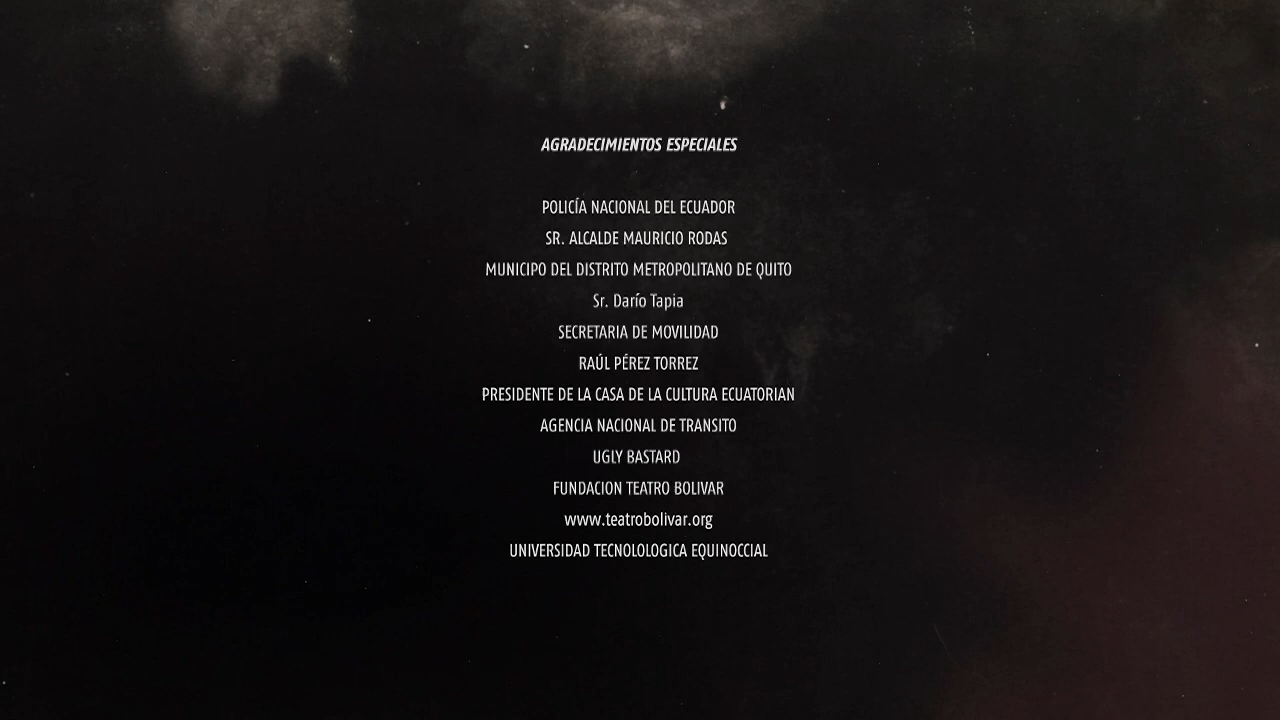 AGRADECIMIENTOS ESPECIALES
POLICÍA NACIONAL DEL ECUADOR
SR. ALCALDE MAURICIO RODAS
MUNICIPO DEL DISTRITO METROPOLITANO DE QUITO
Sr. Darío Tapia
SECRETARIA DE MOVILIDAD
RAÚL PÉREZ TORREZ
PRESIDENTE DE LA CASA DE LA CULTURA ECUATORIAN
AGENCIA NACIONAL DE TRANSITO
UGLY BASTARD
FUNDACION TEATRO BOLIVAR
www.teatrobolivar.org
UNIVERSIDAD TECNOLOLOGICA EQUINOCCIAL